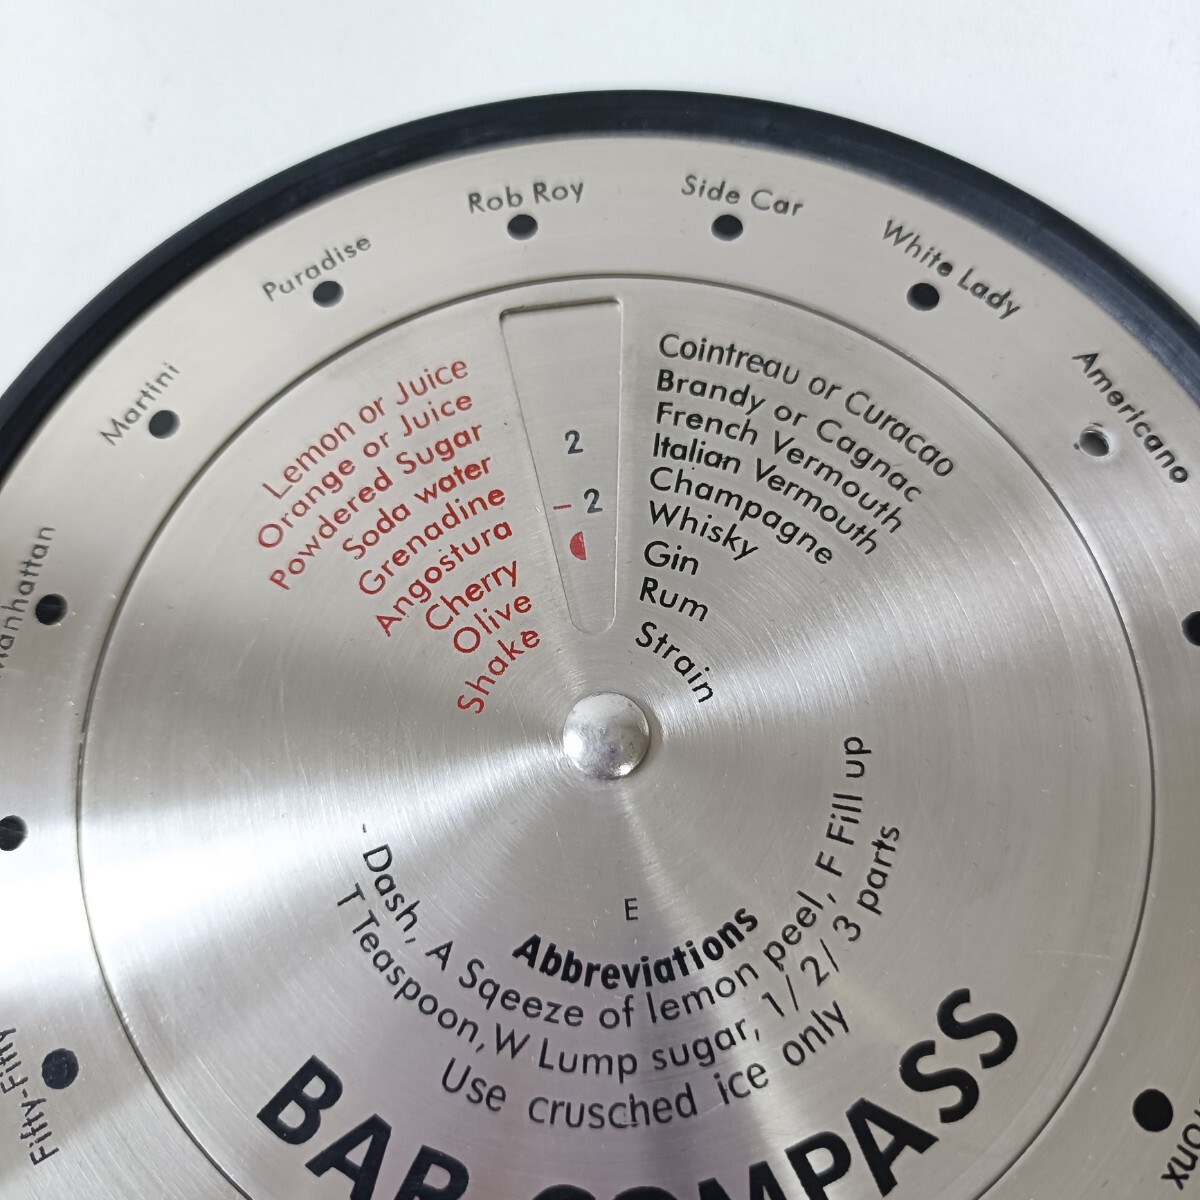 Fifty-Fifty
Manhattan
Martini
Puradise
Rob Roy
Side Car
White Lady
Americano
Lemon or Juice
Orange or Juice
Powdered Sugar
Soda water
Grenadine
Angostura
Cherry
Olive
Shake
2
– 2
Cointreau or Curacao
Brandy or Cagnac
French Vermouth
Italian Vermouth
Champagne
Whisky
Gin
Rum
Strain
E
Abbreviations
- Dash, A Sqeeze of lemon peel, F Fill up
T Teaspoon, W Lump sugar, 1/ 2/ 3 parts
Use crusched ice only
BAR COMPASS